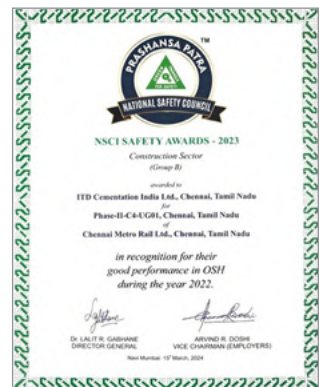 PRASHANSA PATRA
TM
NATIONAL SAFETY COUNCIL
NSCI SAFETY AWARDS - 2023
Construction Sector
(Group B)
awarded to
ITD Cementation India Ltd., Chennai, Tamil Nadu
for
Phase-II-C4-UG01, Chennai, Tamil Nadu
of
Chennai Metro Rail Ltd., Chennai, Tamil Nadu
in recognition for their
good performance in OSH
during the year 2022.
Dr. LALIT R. GABHANE
DIRECTOR GENERAL
ARVIND R. DOSHI
VICE CHAIRMAN (EMPLOYERS)
Navi Mumbai: 15th March, 2024